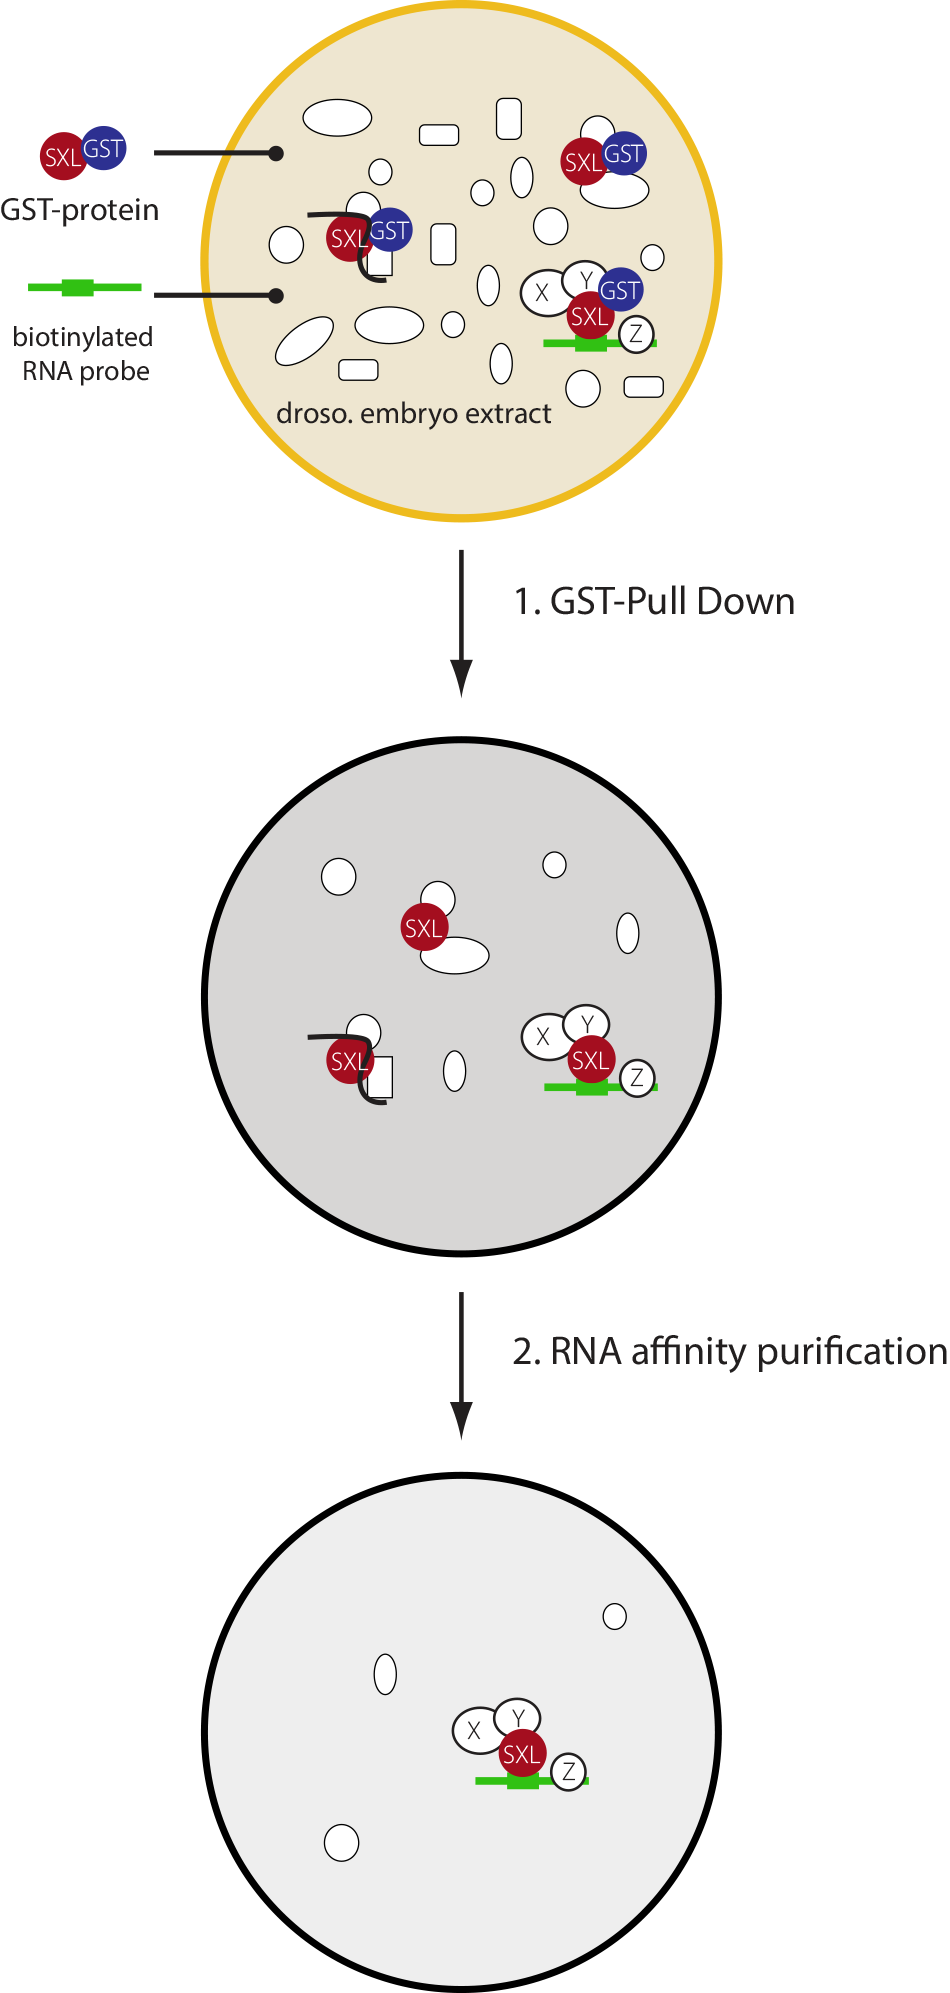 SXL GST
GST-protein
biotinylated
RNA probe
SXL GST
SXL GST
X Y GST
SXL Z
droso. embryo extract
1. GST-Pull Down
SXL
SXL
X Y
SXL Z
2. RNA affinity purification
X Y
SXL Z